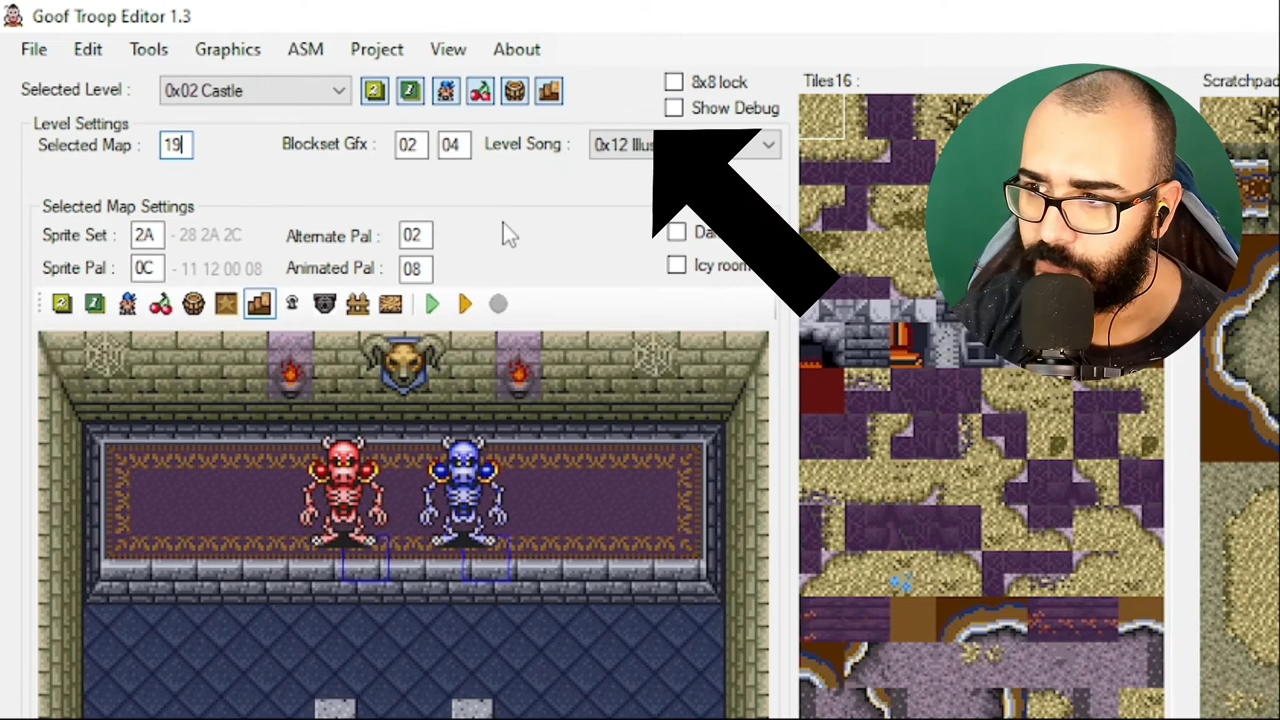 Goof Troop Editor 1.3
File Edit Tools Graphics ASM Project View About
Selected Level : 0x02 Castle
8x8 lock
Show Debug
Tiles16 :
Scratchpad
Level Settings
Selected Map : 19
Blockset Gfx : 02 04
Level Song : 0x12
Selected Map Settings
Sprite Set : 2A - 28 2A 2C
Alternate Pal : 02
Sprite Pal : 0C - 11 12 00 08
Animated Pal : 08
Icy room